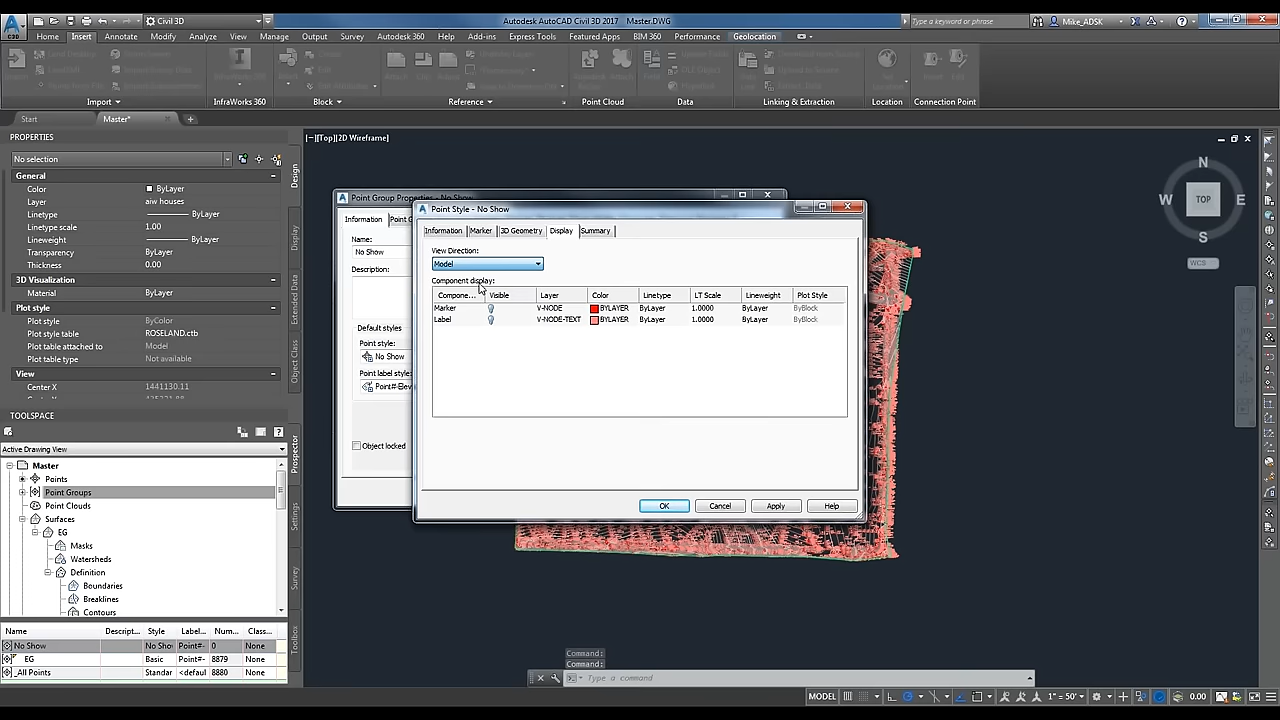 Civil 3D
Autodesk AutoCAD Civil 3D 2017 Master.DWG
Type a keyword or phrase
Mike_ADSK
Home Insert Annotate Modify Analyze View Manage Output Survey Autodesk 360 Help Add-ins Express Tools Featured Apps BIM 360 Performance Geolocation
Import InfraWorks 360 Block Reference Point Cloud Data Linking & Extraction Location Connection Point
Start Master*
PROPERTIES
No selection
General
Color ByLayer
Layer aiw houses
Linetype ByLayer
Linetype scale 1.00
Lineweight ByLayer
Transparency ByLayer
Thickness 0.00
3D Visualization
Material ByLayer
Plot style
Plot style ByColor
Plot style table ROSELAND.ctb
Plot table attached to Model
Plot table type Not available
View
Center X 1441130.11
Design
Display
Extended Data
Object Class
[−][Top][2D Wireframe]
N
W TOP E
S
WCS
Point Group Properties - No Show
Information Point G
Name:
No Show
Description:
Default styles
Point style:
No Show
Point label style:
Point#-Elev
Object locked
Point Style - No Show
Information Marker 3D Geometry Display Summary
View Direction:
Model
Component display:
Compone... Visible Layer Color Linetype LT Scale Lineweight Plot Style
Marker V-NODE BYLAYER ByLayer 1.0000 ByLayer ByBlock
Label V-NODE-TEXT BYLAYER ByLayer 1.0000 ByLayer ByBlock
OK Cancel Apply Help
TOOLSPACE
Active Drawing View
Master
Points
Point Groups
Point Clouds
Surfaces
EG
Masks
Watersheds
Definition
Boundaries
Breaklines
Contours
Prospector
Settings
Survey
Toolbox
Name Descript... Style Label... Num... Class...
No Show No Sho Point#- 0 None
EG Basic Point#- 8879 None
_All Points Standar <defaul 8880 None
Command:
Command:
Type a command
MODEL 1" = 50' 0.00